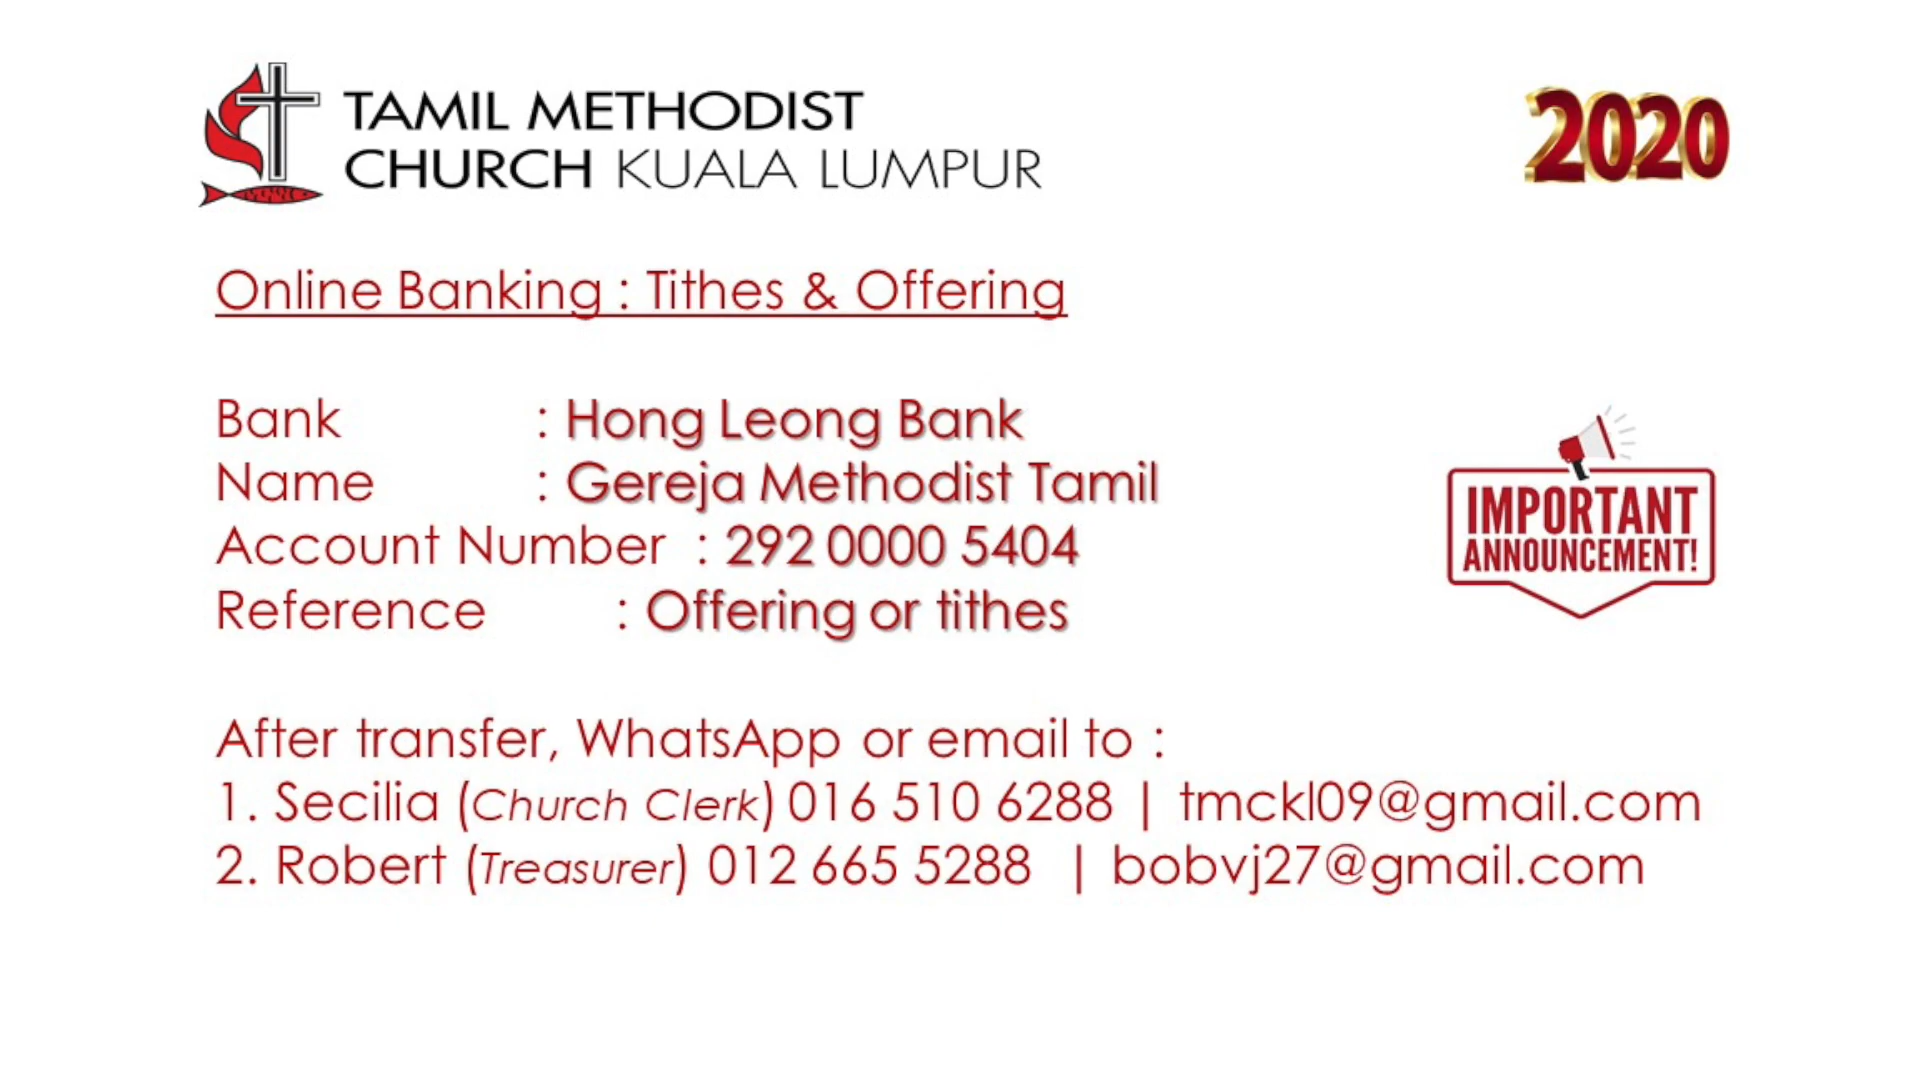 TAMIL METHODIST
CHURCH KUALA LUMPUR
2020
Online Banking : Tithes & Offering
Bank : Hong Leong Bank
Name : Gereja Methodist Tamil
Account Number : 292 0000 5404
Reference : Offering or tithes
IMPORTANT
ANNOUNCEMENT!
After transfer, WhatsApp or email to :
1. Secilia (Church Clerk) 016 510 6288 | tmckl09@gmail.com
2. Robert (Treasurer) 012 665 5288 | bobvj27@gmail.com